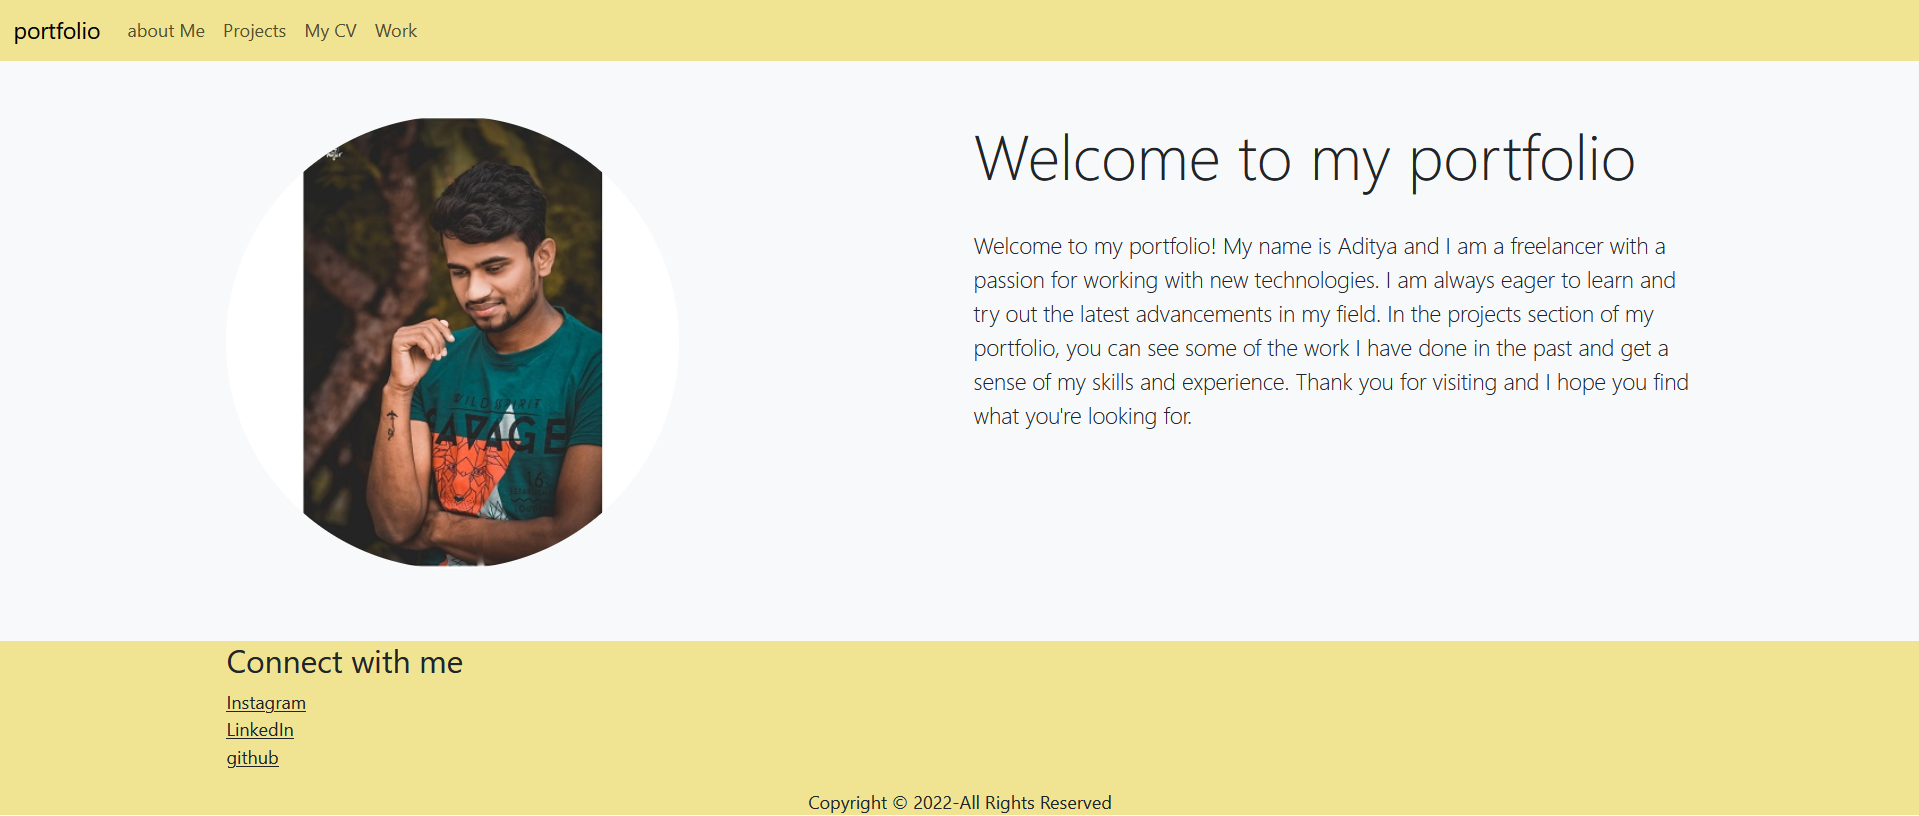 portfolio about Me Projects My CV Work
Welcome to my portfolio
Welcome to my portfolio! My name is Aditya and I am a freelancer with a
passion for working with new technologies. I am always eager to learn and
try out the latest advancements in my field. In the projects section of my
portfolio, you can see some of the work I have done in the past and get a
sense of my skills and experience. Thank you for visiting and I hope you find
what you're looking for.
WILD SPIRIT
SAVAGE
16
Connect with me
Instagram
LinkedIn
github
Copyright © 2022-All Rights Reserved